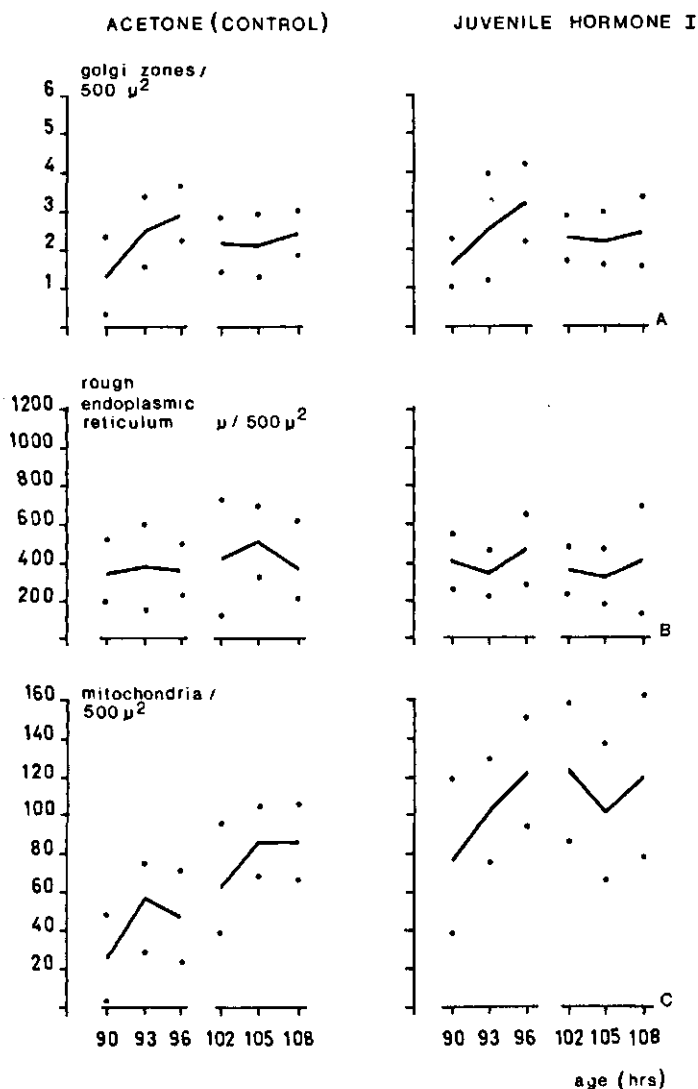 ACETONE (CONTROL) JUVENILE HORMONE I
golgi zones /
500 µ²
6
5
4
3
2
1
A
rough
endoplasmic
reticulum µ / 500 µ²
1200
1000
800
600
400
200
B
mitochondria /
500 µ²
160
140
120
100
80
60
40
20
C
90 93 96 102 105 108 90 93 96 102 105 108
age (hrs)